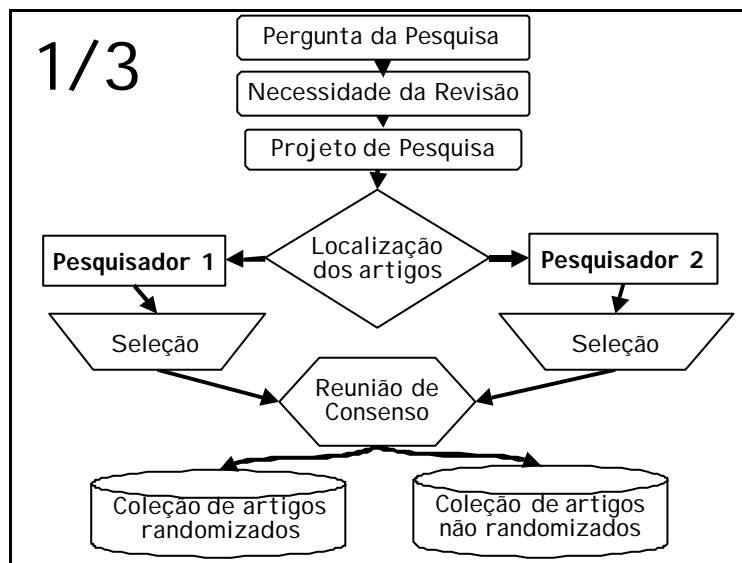 1/3
Pergunta da Pesquisa
Necessidade da Revisão
Projeto de Pesquisa
Localização
dos artigos
Pesquisador 1
Pesquisador 2
Seleção
Seleção
Reunião de
Consenso
Coleção de artigos
randomizados
Coleção de artigos
não randomizados